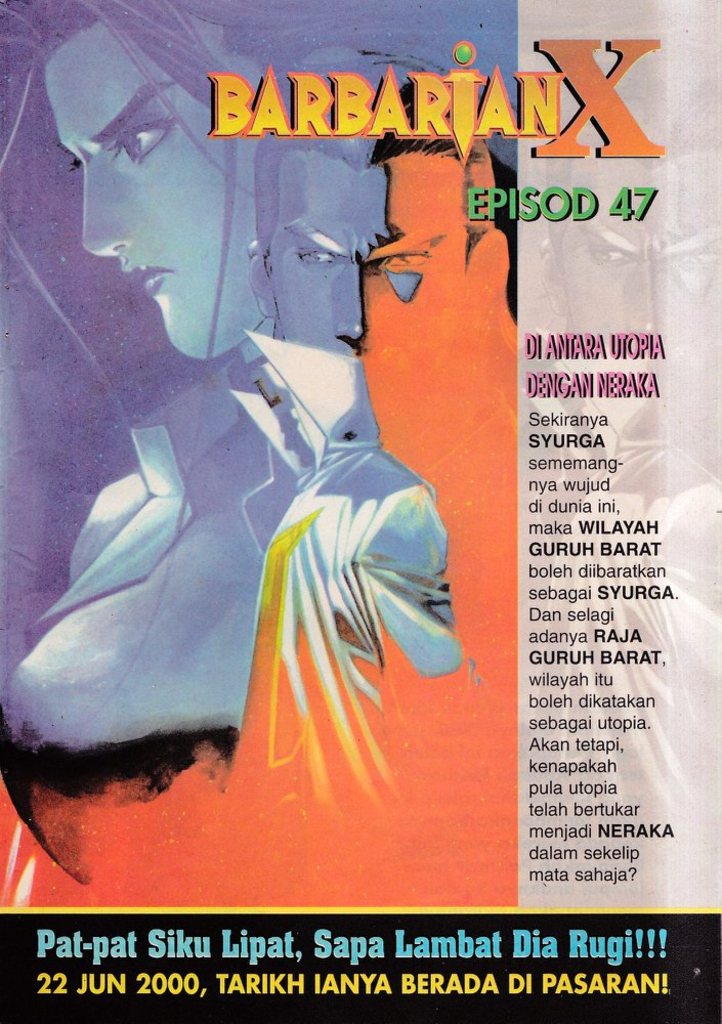 BARBARIAN X
EPISOD 47
DI ANTARA UTOPIA
DENGAN NERAKA
Sekiranya
SYURGA
sememang-
nya wujud
di dunia ini,
maka WILAYAH
GURUH BARAT
boleh diibaratkan
sebagai SYURGA.
Dan selagi
adanya RAJA
GURUH BARAT,
wilayah itu
boleh dikatakan
sebagai utopia.
Akan tetapi,
kenapakah
pula utopia
telah bertukar
menjadi NERAKA
dalam sekelip
mata sahaja?
Pat-pat Siku Lipat, Sapa Lambat Dia Rugi!!!
22 JUN 2000, TARIKH IANYA BERADA DI PASARAN!